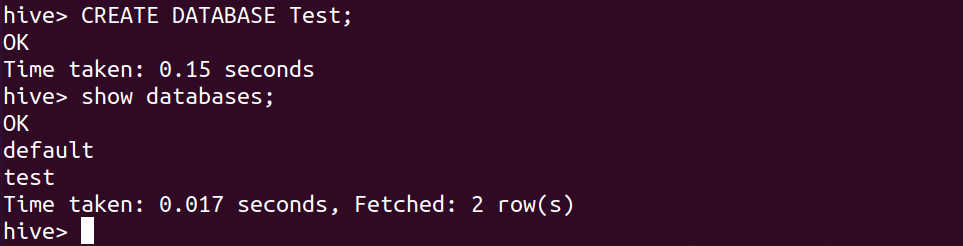 hive> CREATE DATABASE Test;
OK
Time taken: 0.15 seconds
hive> show databases;
OK
default
test
Time taken: 0.017 seconds, Fetched: 2 row(s)
hive>